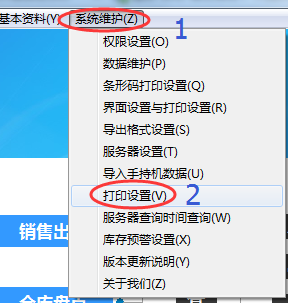 基本资料(Y) 系统维护(Z) 1
权限设置(O)
数据维护(P)
条形码打印设置(Q)
界面设置与打印设置(R)
导出格式设置(S)
服务器设置(T)
导入手持机数据(U)
打印设置(V) 2
服务器查询时间查询(W)
销售出
库存预警设置(X)
版本更新说明(Y)
关于我们(Z)